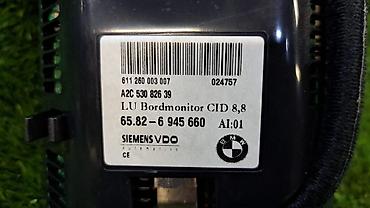 611 260 003 007 024757
A2C 530 826 39
LU Bordmonitor CID 8,8
65.82-6 945 660 AI:01
SIEMENS VDO
Automotive
CE
BMW